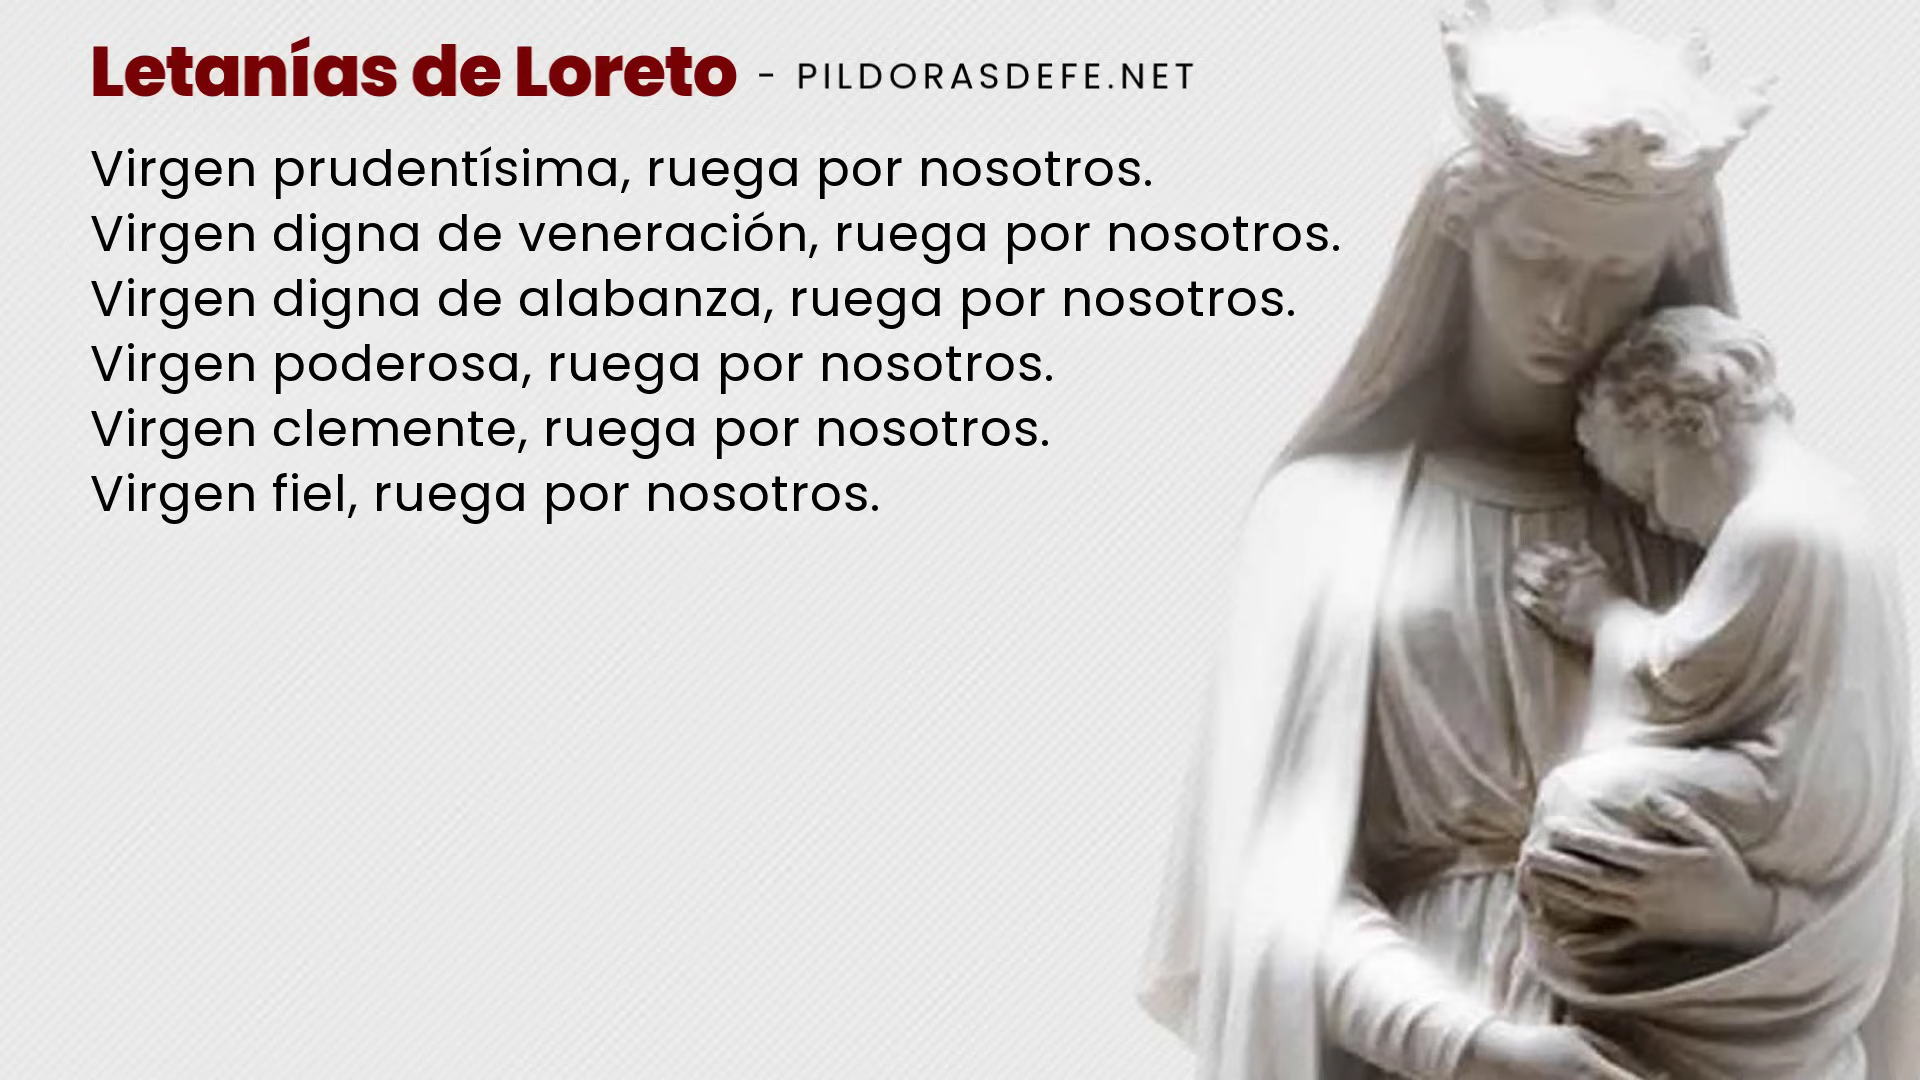 Letanías de Loreto - PILDORASDEFE.NET
Virgen prudentísima, ruega por nosotros.
Virgen digna de veneración, ruega por nosotros.
Virgen digna de alabanza, ruega por nosotros.
Virgen poderosa, ruega por nosotros.
Virgen clemente, ruega por nosotros.
Virgen fiel, ruega por nosotros.